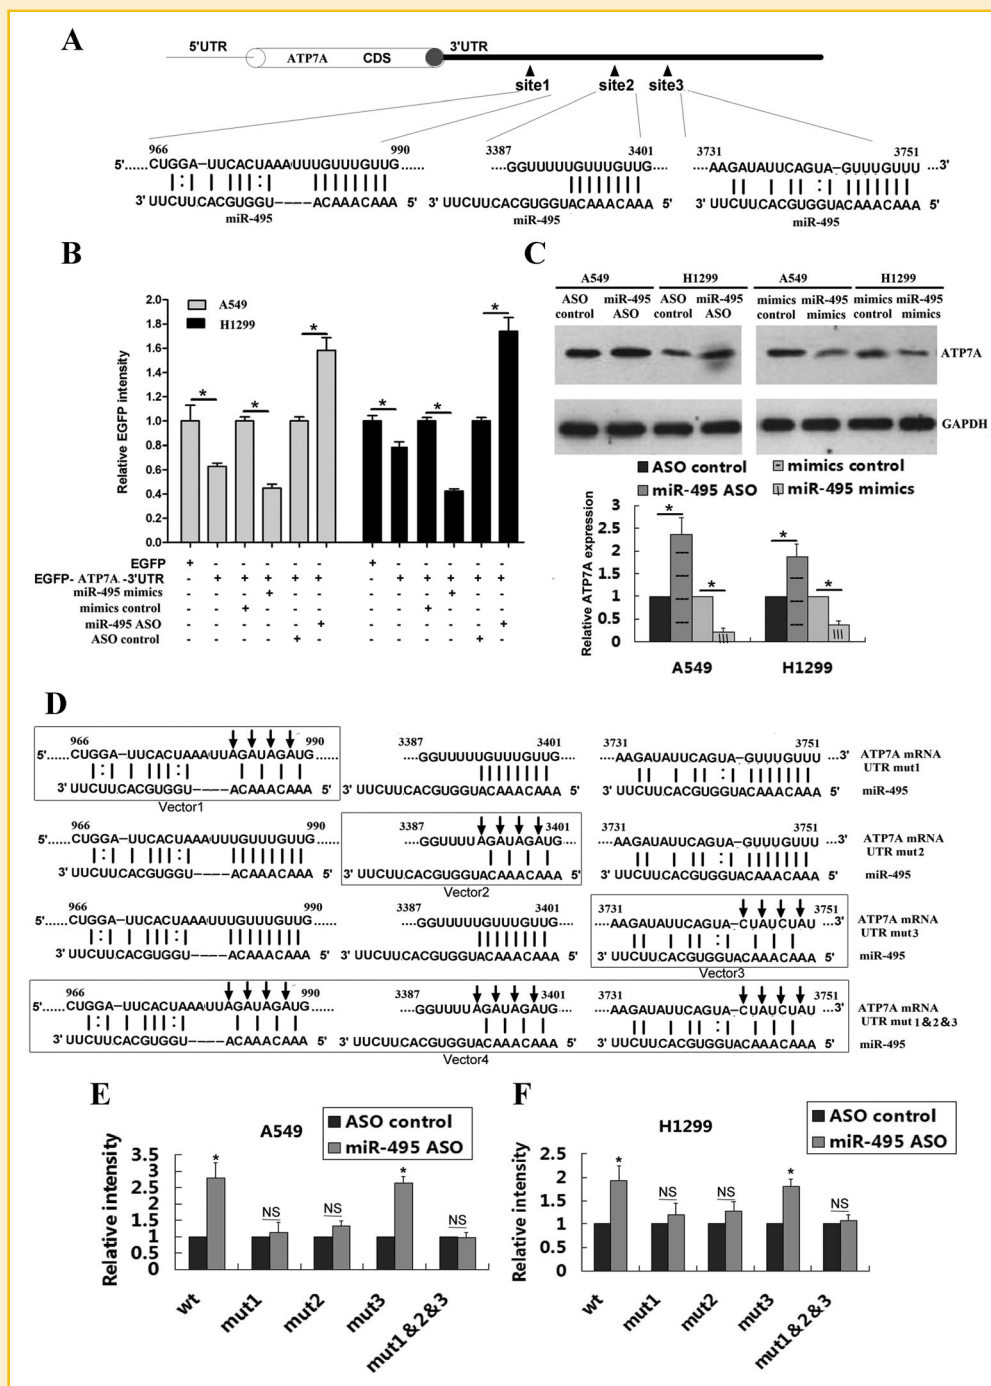 A
5'UTR
ATP7A CDS
3'UTR
site1 site2 site3
966 990 3387 3401 3731 3751
5'...... CUGGA–UUCACUAAAUUUGUUUGUUG...... ....GGUUUUUGUUUGUUG.... ....AAGAUAUUCAGUA–GUUUGUUU ...3'
3' UUCUUCACGUGGU––––ACAAACAAA 5' 3' UUCUUCACGUGGUACAAACAAA 5' 3' UUCUUCACGUGGUACAAACAAA 5'
miR-495 miR-495 miR-495
B
Relative EGFP intensity
2.0
1.8
1.6
1.4
1.2
1.0
0.8
0.6
0.4
0.2
0.0
A549
H1299
* * * * * *
EGFP + - - - - - + - - - - -
EGFP- ATP7A -3'UTR - + + + + + - + + + + +
miR-495 mimics - - - + - - - - - + - -
mimics control - - + - - - - - + - - -
miR-495 ASO - - - - - + - - - - - +
ASO control - - - - + - - - - - + -
C
A549 H1299 A549 H1299
ASO control miR-495 ASO ASO control miR-495 ASO mimics control miR-495 mimics mimics control miR-495 mimics
ATP7A
GAPDH
ASO control mimics control
miR-495 ASO miR-495 mimics
Relative ATP7A expression
3
2.5
2
1.5
1
0.5
0
* * * *
A549 H1299
D
966 990 3387 3401 3731 3751
5'...... CUGGA–UUCACUAAAUUAGAUAGAUG...... ....GGUUUUUGUUUGUUG.... ....AAGAUAUUCAGUA–GUUUGUUU ...3' ATP7A mRNA
UTR mut1
3' UUCUUCACGUGGU––––ACAAACAAA 5' 3' UUCUUCACGUGGUACAAACAAA 5' 3' UUCUUCACGUGGUACAAACAAA 5' miR-495
Vector1
966 990 3387 3401 3731 3751
5'...... CUGGA–UUCACUAAAUUUGUUUGUUG...... ....GGUUUUAGAUAGAUG.... ....AAGAUAUUCAGUA–GUUUGUUU ...3' ATP7A mRNA
UTR mut2
3' UUCUUCACGUGGU––––ACAAACAAA 5' 3' UUCUUCACGUGGUACAAACAAA 5' 3' UUCUUCACGUGGUACAAACAAA 5' miR-495
Vector2
966 990 3387 3401 3731 3751
5'...... CUGGA–UUCACUAAAUUUGUUUGUUG...... ....GGUUUUUGUUUGUUG.... ....AAGAUAUUCAGUA–CUAUCUAU ...3' ATP7A mRNA
UTR mut3
3' UUCUUCACGUGGU––––ACAAACAAA 5' 3' UUCUUCACGUGGUACAAACAAA 5' 3' UUCUUCACGUGGUACAAACAAA 5' miR-495
Vector3
966 990 3387 3401 3731 3751
5'...... CUGGA–UUCACUAAAUUAGAUAGAUG...... ....GGUUUUAGAUAGAUG.... ....AAGAUAUUCAGUA–CUAUCUAU ...3' ATP7A mRNA
UTR mut 1&2&3
3' UUCUUCACGUGGU––––ACAAACAAA 5' 3' UUCUUCACGUGGUACAAACAAA 5' 3' UUCUUCACGUGGUACAAACAAA 5' miR-495
Vector4
E
A549
ASO control
miR-495 ASO
Relative intensity
3.5
3
2.5
2
1.5
1
0.5
0
* NS NS * NS
wt mut1 mut2 mut3 mut1&2&3
F
H1299
ASO control
miR-495 ASO
Relative intensity
2.5
2
1.5
1
0.5
0
* NS NS * NS
wt mut1 mut2 mut3 mut1&2&3